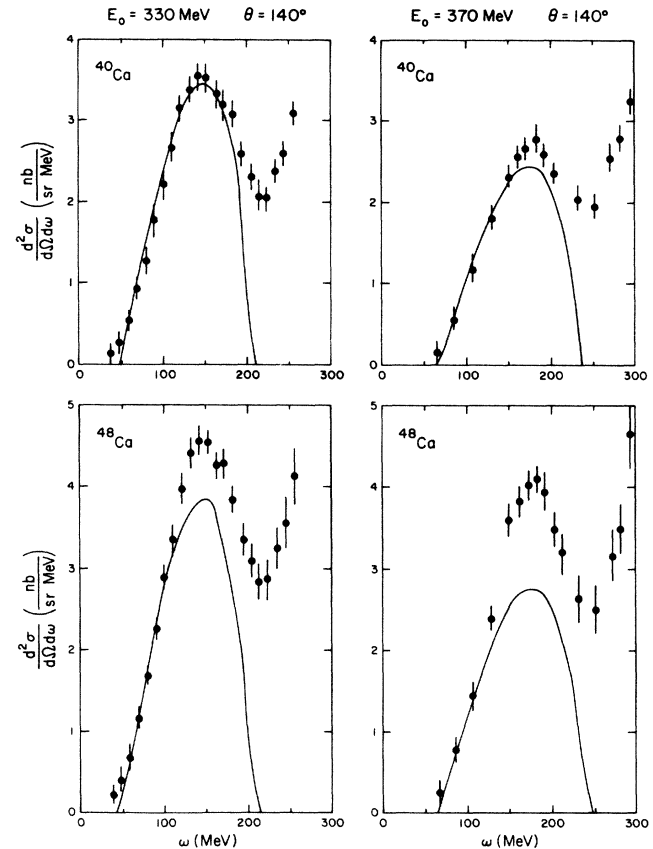 E₀ = 330 MeV θ = 140°
E₀ = 370 MeV θ = 140°
⁴⁰Ca
⁴⁰Ca
4
3
2
1
0
d²σ/dΩdω (nb/sr MeV)
0 100 200 300
4
3
2
1
0
0 100 200 300
⁴⁸Ca
⁴⁸Ca
5
4
3
2
1
0
d²σ/dΩdω (nb/sr MeV)
0 100 200 300
ω (MeV)
5
4
3
2
1
0
0 100 200 300
ω (MeV)